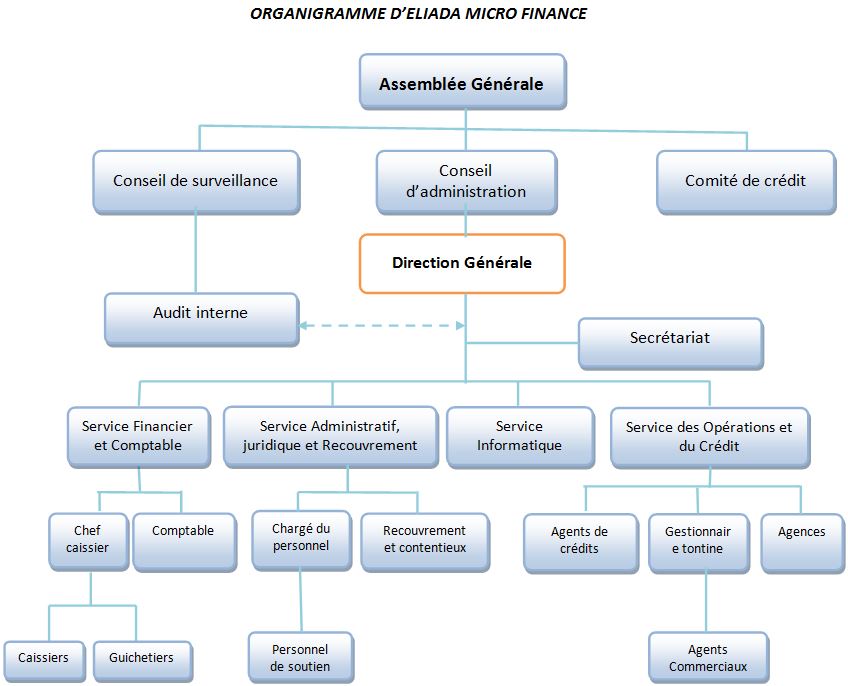 ORGANIGRAMME D'ELIADA MICRO FINANCE
Assemblée Générale
Conseil de surveillance
Conseil
d'administration
Comité de crédit
Direction Générale
Audit interne
Secrétariat
Service Financier
et Comptable
Service Administratif,
juridique et Recouvrement
Service
Informatique
Service des Opérations et
du Crédit
Chef
caissier
Comptable
Chargé du
personnel
Recouvrement
et contentieux
Agents de
crédits
Gestionnair
e tontine
Agences
Caissiers
Guichetiers
Personnel
de soutien
Agents
Commerciaux